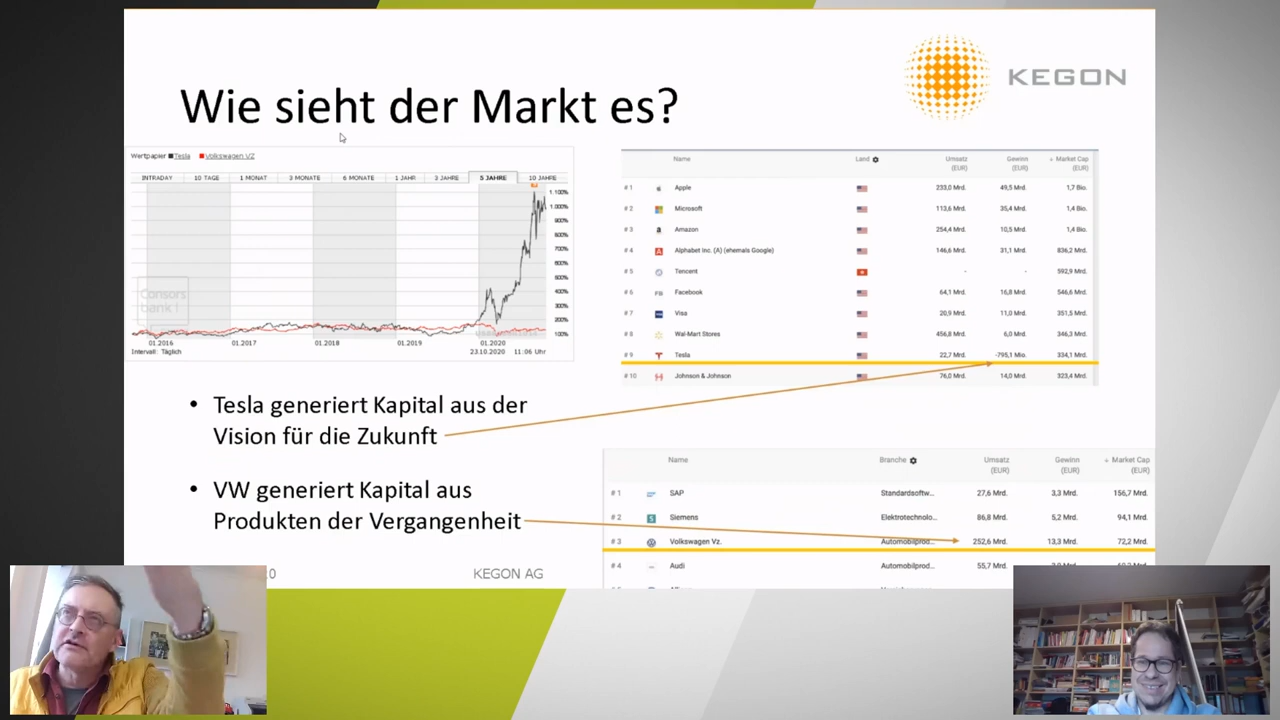 Wie sieht der Markt es?
KEGON
Wertpapier Tesla Volkswagen VZ
INTRADAY 10 TAGE 1 MONAT 3 MONATE 6 MONATE 1 JAHR 3 JAHRE 5 JAHRE 10 JAHRE
1.100%
1.000%
900%
800%
700%
600%
500%
400%
300%
200%
100%
Consors
bank!
01.2016 01.2017 01.2018 01.2019 01.2020
Intervall: Täglich 23.10.2020 11:06 Uhr
Name Land Umsatz (EUR) Gewinn (EUR) Market Cap (EUR)
#1 Apple 233,0 Mrd. 49,5 Mrd. 1,7 Bio.
#2 Microsoft 113,6 Mrd. 35,4 Mrd. 1,4 Bio.
#3 Amazon 254,4 Mrd. 10,5 Mrd. 1,4 Bio.
#4 Alphabet Inc. (A) (ehemals Google) 146,6 Mrd. 31,1 Mrd. 836,2 Mrd.
#5 Tencent - - 592,9 Mrd.
#6 FB Facebook 64,1 Mrd. 16,8 Mrd. 546,6 Mrd.
#7 Visa 20,9 Mrd. 11,0 Mrd. 351,5 Mrd.
#8 Wal-Mart Stores 456,8 Mrd. 6,0 Mrd. 346,3 Mrd.
#9 Tesla 22,7 Mrd. -795,1 Mio. 334,1 Mrd.
#10 Johnson & Johnson 76,0 Mrd. 14,0 Mrd. 323,4 Mrd.
• Tesla generiert Kapital aus der
Vision für die Zukunft
• VW generiert Kapital aus
Produkten der Vergangenheit
Name Branche Umsatz (EUR) Gewinn (EUR) Market Cap (EUR)
#1 SAP Standardsoftw... 27,6 Mrd. 3,3 Mrd. 156,7 Mrd.
#2 Siemens Elektrotechnolo... 86,8 Mrd. 5,2 Mrd. 94,1 Mrd.
#3 Volkswagen Vz. Automobilprod... 252,6 Mrd. 13,3 Mrd. 72,2 Mrd.
#4 Audi Automobilprod... 55,7 Mrd.
KEGON AG